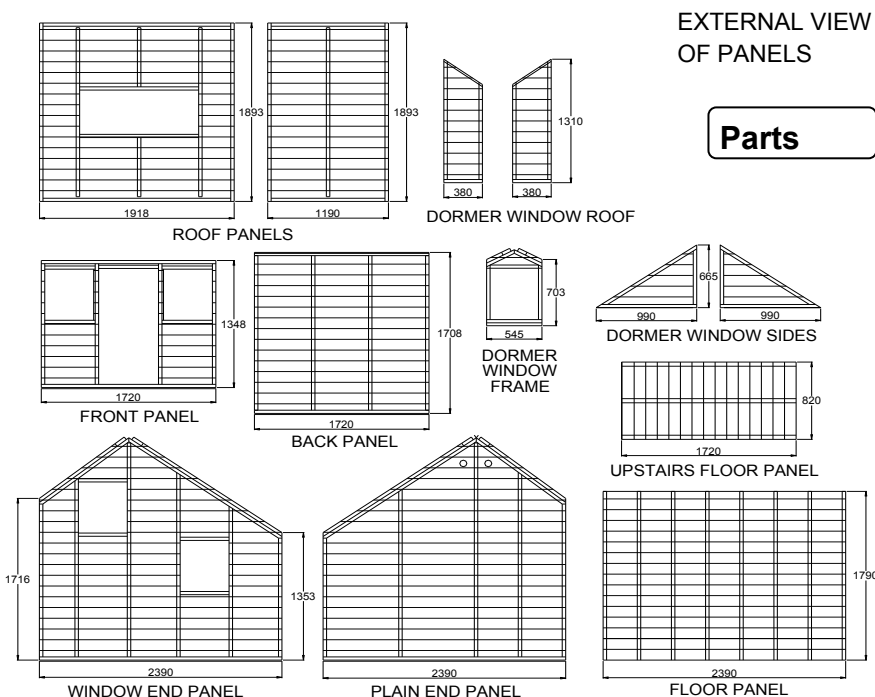 EXTERNAL VIEW
OF PANELS
Parts
1893
1893
1310
1918
1190
380
380
ROOF PANELS
DORMER WINDOW ROOF
1348
1720
FRONT PANEL
1708
1720
BACK PANEL
703
545
DORMER
WINDOW
FRAME
665
990
990
DORMER WINDOW SIDES
820
1720
UPSTAIRS FLOOR PANEL
1716
1353
2390
WINDOW END PANEL
2390
PLAIN END PANEL
1790
2390
FLOOR PANEL